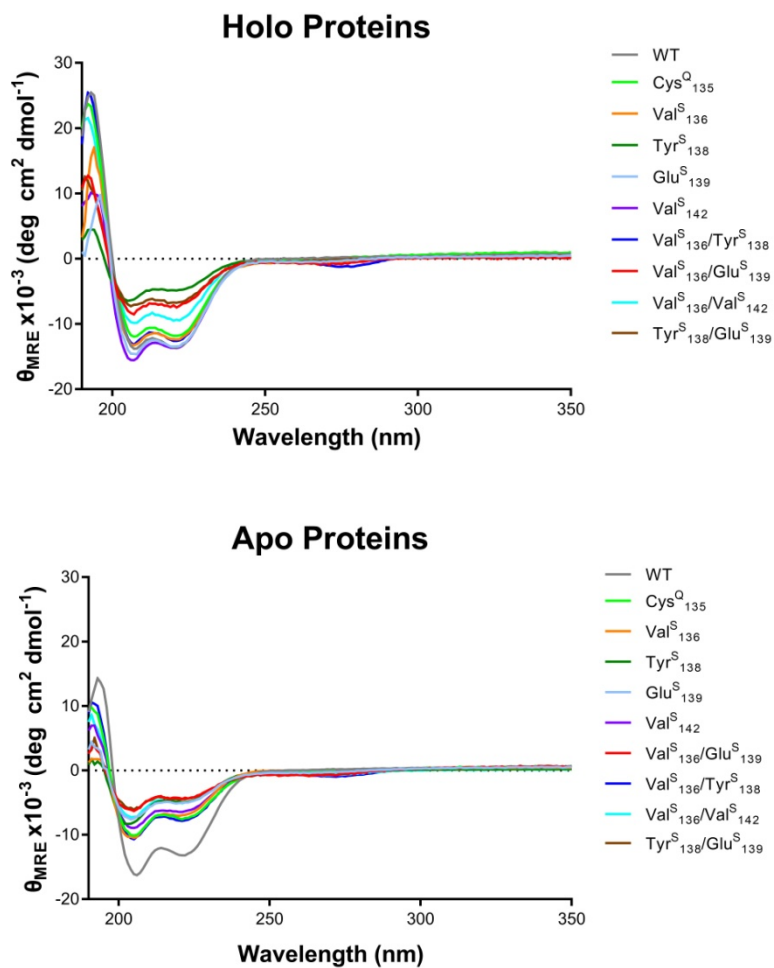 Holo Proteins
θMRE x10-3 (deg cm2 dmol-1)
30
20
10
0
-10
-20
200
250
300
350
Wavelength (nm)
WT
CysQ135
ValS136
TyrS138
GluS139
ValS142
ValS136/TyrS138
ValS136/GluS139
ValS136/ValS142
TyrS138/GluS139
Apo Proteins
θMRE x10-3 (deg cm2 dmol-1)
30
20
10
0
-10
-20
200
250
300
350
Wavelength (nm)
WT
CysQ135
ValS136
TyrS138
GluS139
ValS142
ValS136/GluS139
ValS136/TyrS138
ValS136/ValS142
TyrS138/GluS139